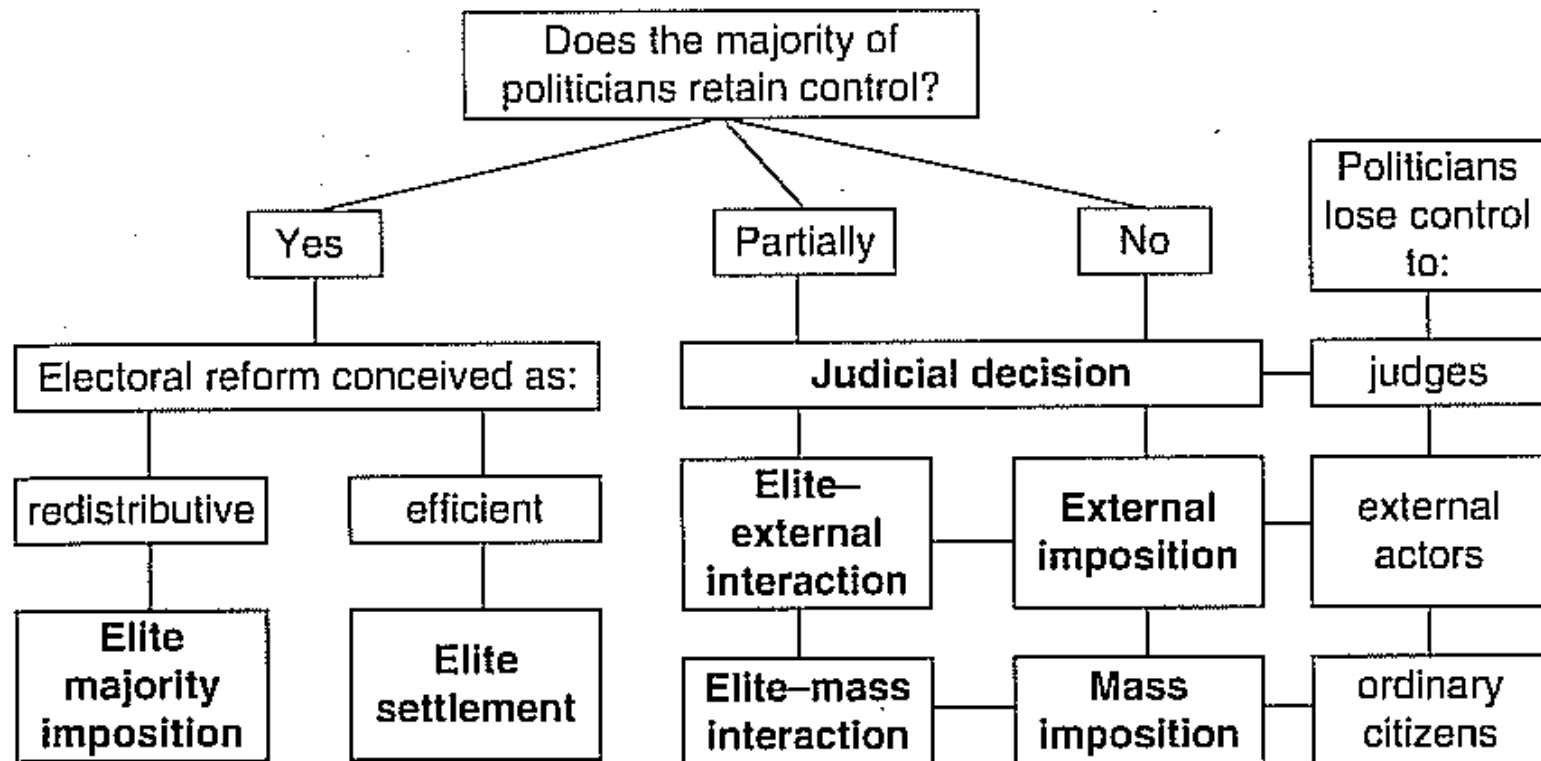 Does the majority of
politicians retain control?
Yes
Partially
No
Politicians
lose control
to:
Electoral reform conceived as:
Judicial decision
judges
redistributive
efficient
Elite–
external
interaction
External
imposition
external
actors
Elite
majority
imposition
Elite
settlement
Elite–mass
interaction
Mass
imposition
ordinary
citizens